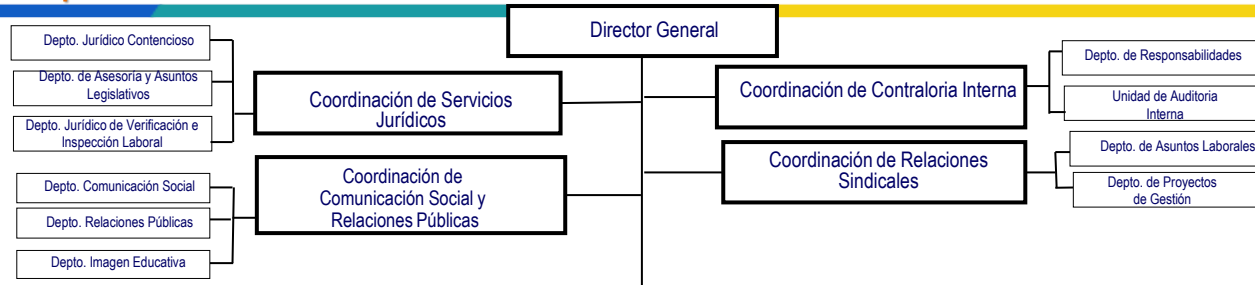 Director General
Depto. Jurídico Contencioso
Depto. de Asesoría y Asuntos
Legislativos
Depto. Jurídico de Verificación e
Inspección Laboral
Coordinación de Servicios
Jurídicos
Depto. Comunicación Social
Depto. Relaciones Públicas
Depto. Imagen Educativa
Coordinación de
Comunicación Social y
Relaciones Públicas
Coordinación de Contraloria Interna
Depto. de Responsabilidades
Unidad de Auditoria
Interna
Coordinación de Relaciones
Sindicales
Depto. de Asuntos Laborales
Depto. de Proyectos
de Gestión